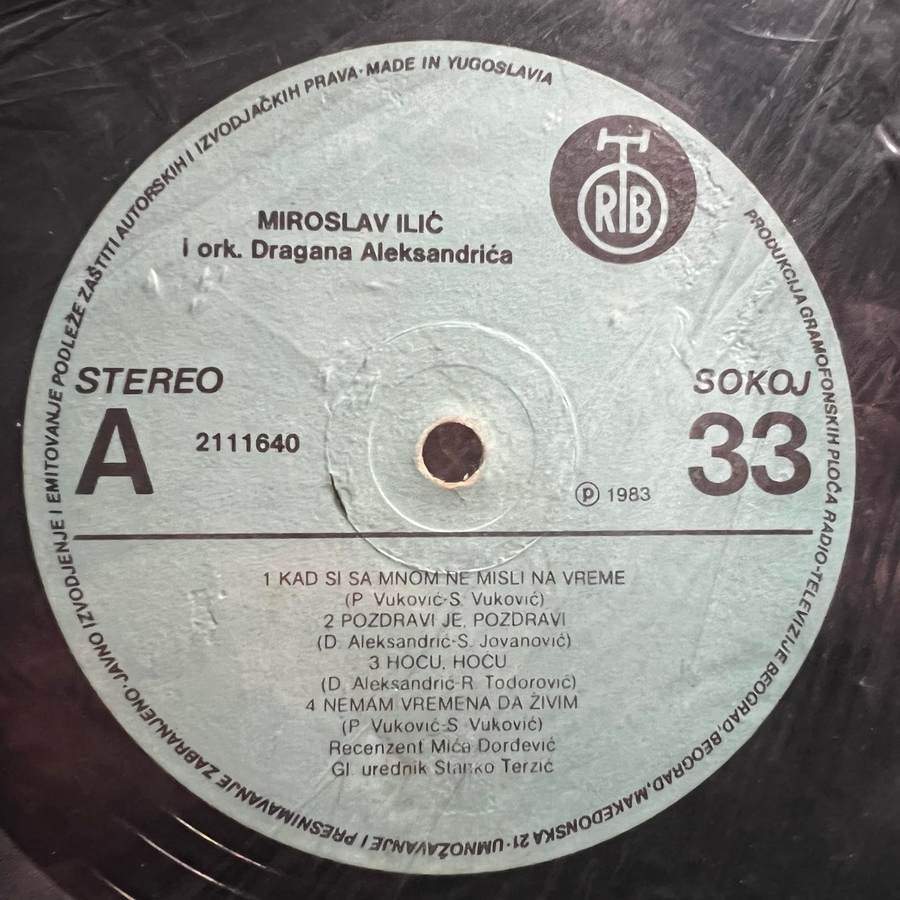 PRODUKCIJA GRAMOFONSKIH PLOČA RADIO-TELEVIZIJE BEOGRAD, BEOGRAD, MAKEDONSKA 21 · UMNOŽAVANJE I PRESNIMAVANJE ZABRANJENO · JAVNO IZVODJENJE I EMITOVANJE PODLEŽE ZAŠTITI AUTORSKIH I IZVODJAČKIH PRAVA · MADE IN YUGOSLAVIA
RTB
MIROSLAV ILIĆ
i ork. Dragana Aleksandrića
STEREO
SOKOJ
A
2111640
33
℗ 1983
1 KAD SI SA MNOM NE MISLI NA VREME
(P. Vuković-S. Vuković)
2 POZDRAVI JE, POZDRAVI
(D. Aleksandrić-S. Jovanović)
3 HOĆU, HOĆU
(D. Aleksandrić-R. Todorović)
4 NEMAM VREMENA DA ŽIVIM
(P. Vuković-S. Vuković)
Recenzent Mića Đorđević
Gl. urednik Stanko Terzić